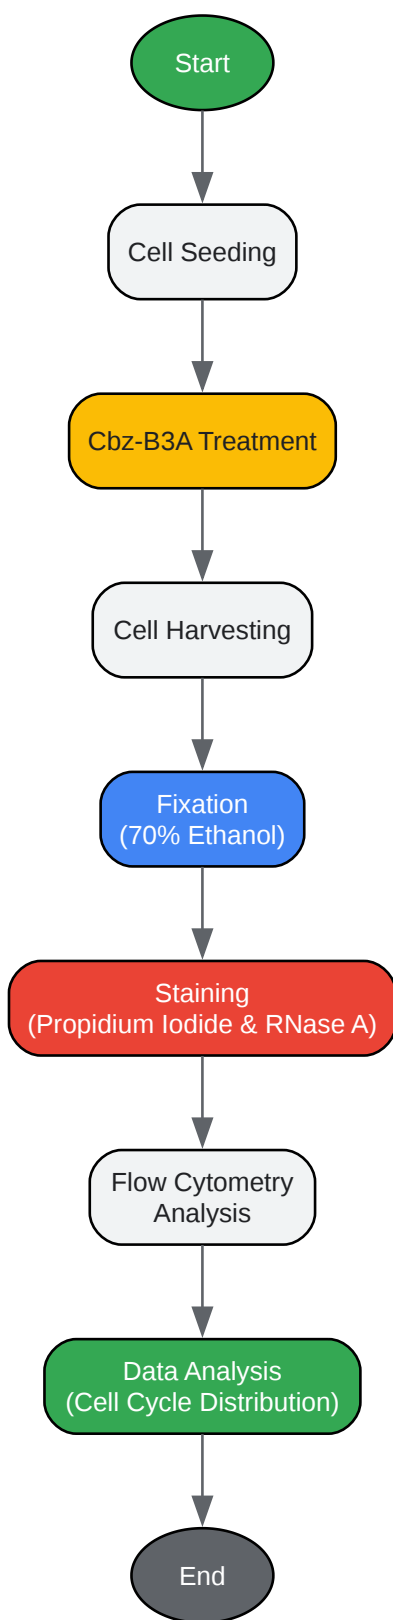 Start
Cell Seeding
Cbz-B3A Treatment
Cell Harvesting
Fixation
(70% Ethanol)
Staining
(Propidium Iodide & RNase A)
Flow Cytometry
Analysis
Data Analysis
(Cell Cycle Distribution)
End